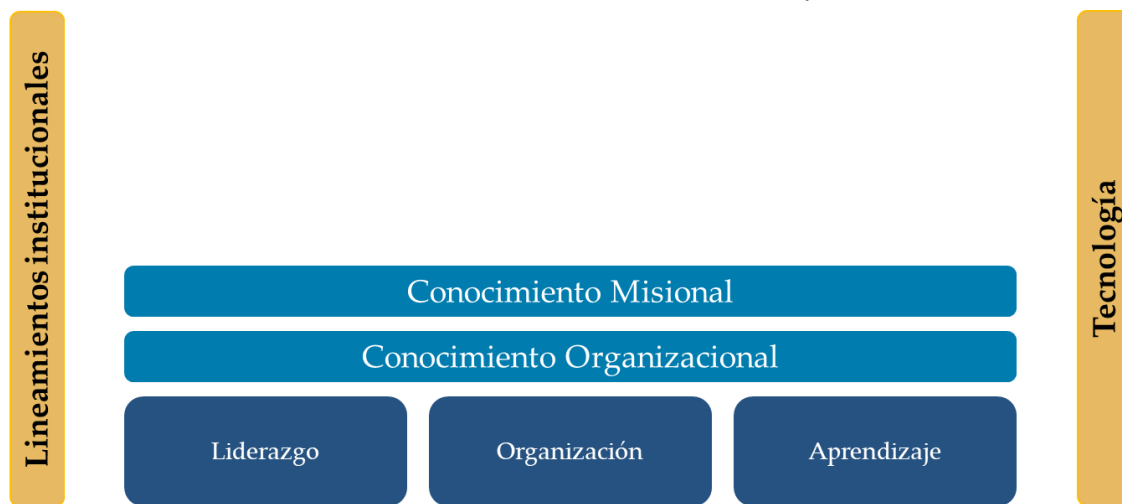 Lineamientos institucionales
Conocimiento Misional
Conocimiento Organizacional
Liderazgo
Organización
Aprendizaje
Tecnología